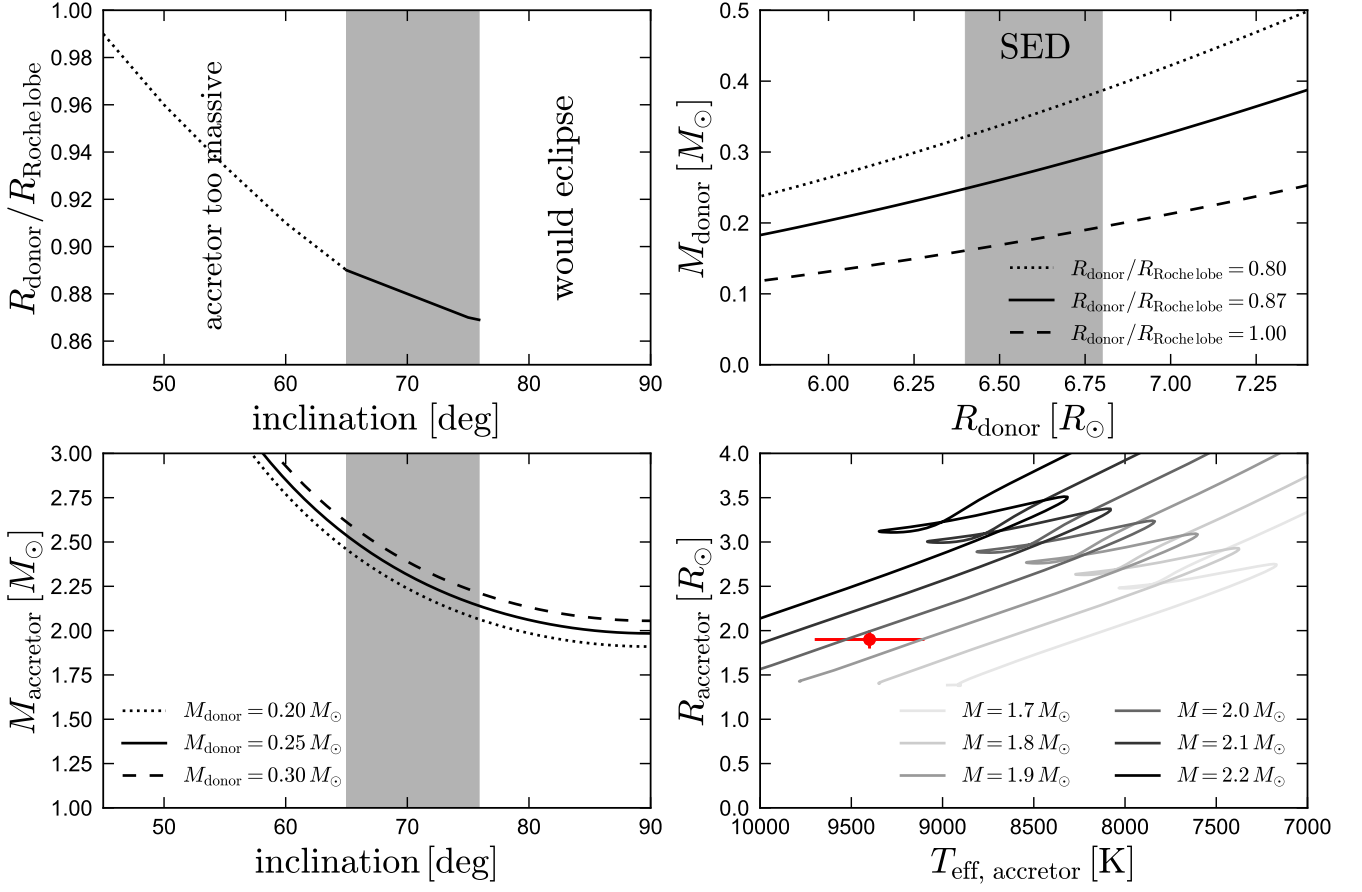 1.00
0.98
0.96
0.94
0.92
0.90
0.88
0.86
R_donor/R_Roche lobe
accretor too massive
would eclipse
50 60 70 80 90
inclination [deg]
0.5
0.4
0.3
0.2
0.1
0.0
M_donor [M_⊙]
SED
R_donor/R_Roche lobe = 0.80
R_donor/R_Roche lobe = 0.87
R_donor/R_Roche lobe = 1.00
6.00 6.25 6.50 6.75 7.00 7.25
R_donor [R_⊙]
3.00
2.75
2.50
2.25
2.00
1.75
1.50
1.25
1.00
M_accretor [M_⊙]
M_donor = 0.20 M_⊙
M_donor = 0.25 M_⊙
M_donor = 0.30 M_⊙
50 60 70 80 90
inclination [deg]
4.0
3.5
3.0
2.5
2.0
1.5
1.0
0.5
0.0
R_accretor [R_⊙]
M = 1.7 M_⊙
M = 1.8 M_⊙
M = 1.9 M_⊙
M = 2.0 M_⊙
M = 2.1 M_⊙
M = 2.2 M_⊙
10000 9500 9000 8500 8000 7500 7000
T_eff, accretor [K]